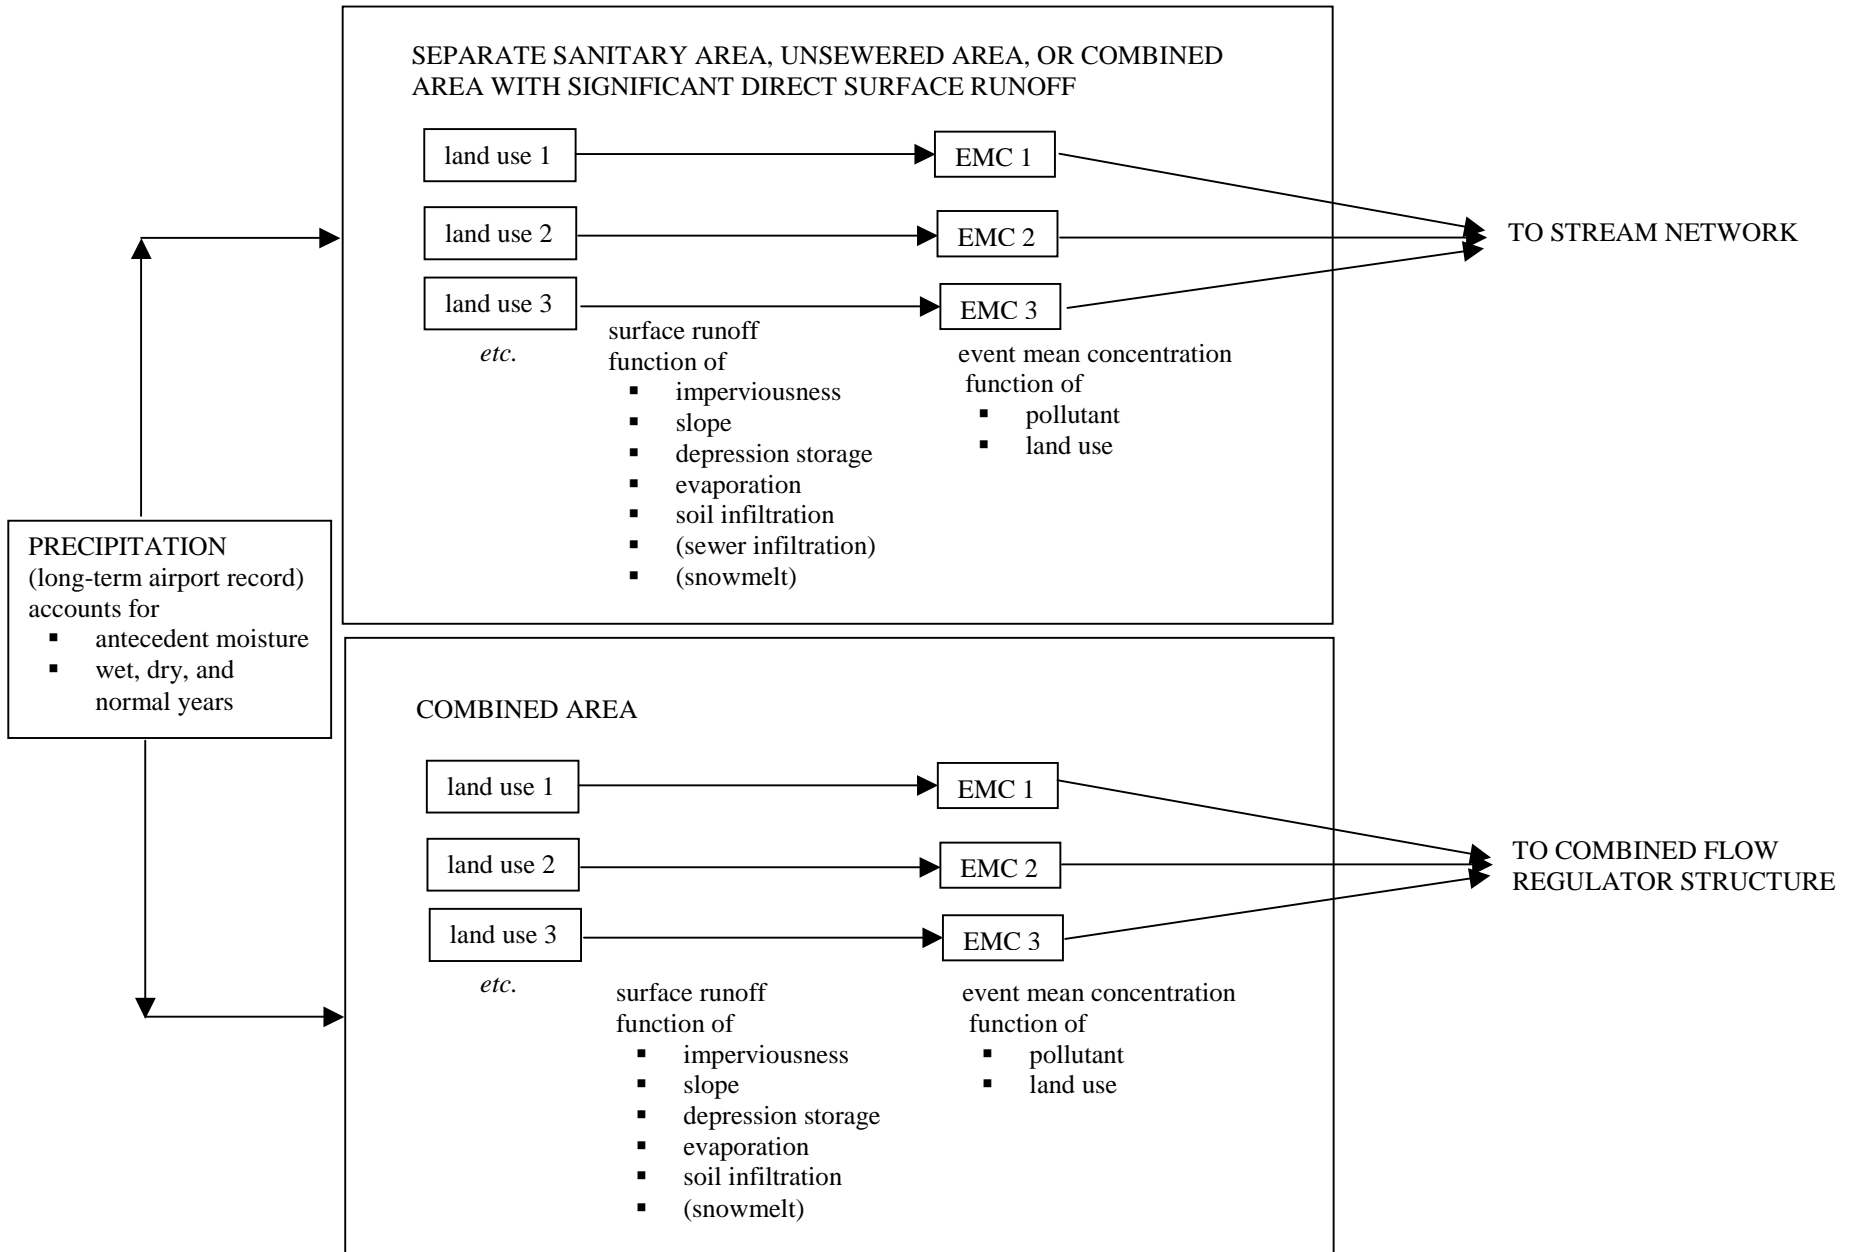 SEPARATE SANITARY AREA, UNSEWERED AREA, OR COMBINED
AREA WITH SIGNIFICANT DIRECT SURFACE RUNOFF
land use 1
EMC 1
land use 2
EMC 2
TO STREAM NETWORK
land use 3
EMC 3
etc.
surface runoff
function of
▪ imperviousness
▪ slope
▪ depression storage
▪ evaporation
▪ soil infiltration
▪ (sewer infiltration)
▪ (snowmelt)
event mean concentration
function of
▪ pollutant
▪ land use
PRECIPITATION
(long-term airport record)
accounts for
▪ antecedent moisture
▪ wet, dry, and
normal years
COMBINED AREA
land use 1
EMC 1
land use 2
EMC 2
TO COMBINED FLOW
REGULATOR STRUCTURE
land use 3
EMC 3
etc.
surface runoff
function of
▪ imperviousness
▪ slope
▪ depression storage
▪ evaporation
▪ soil infiltration
▪ (snowmelt)
event mean concentration
function of
▪ pollutant
▪ land use